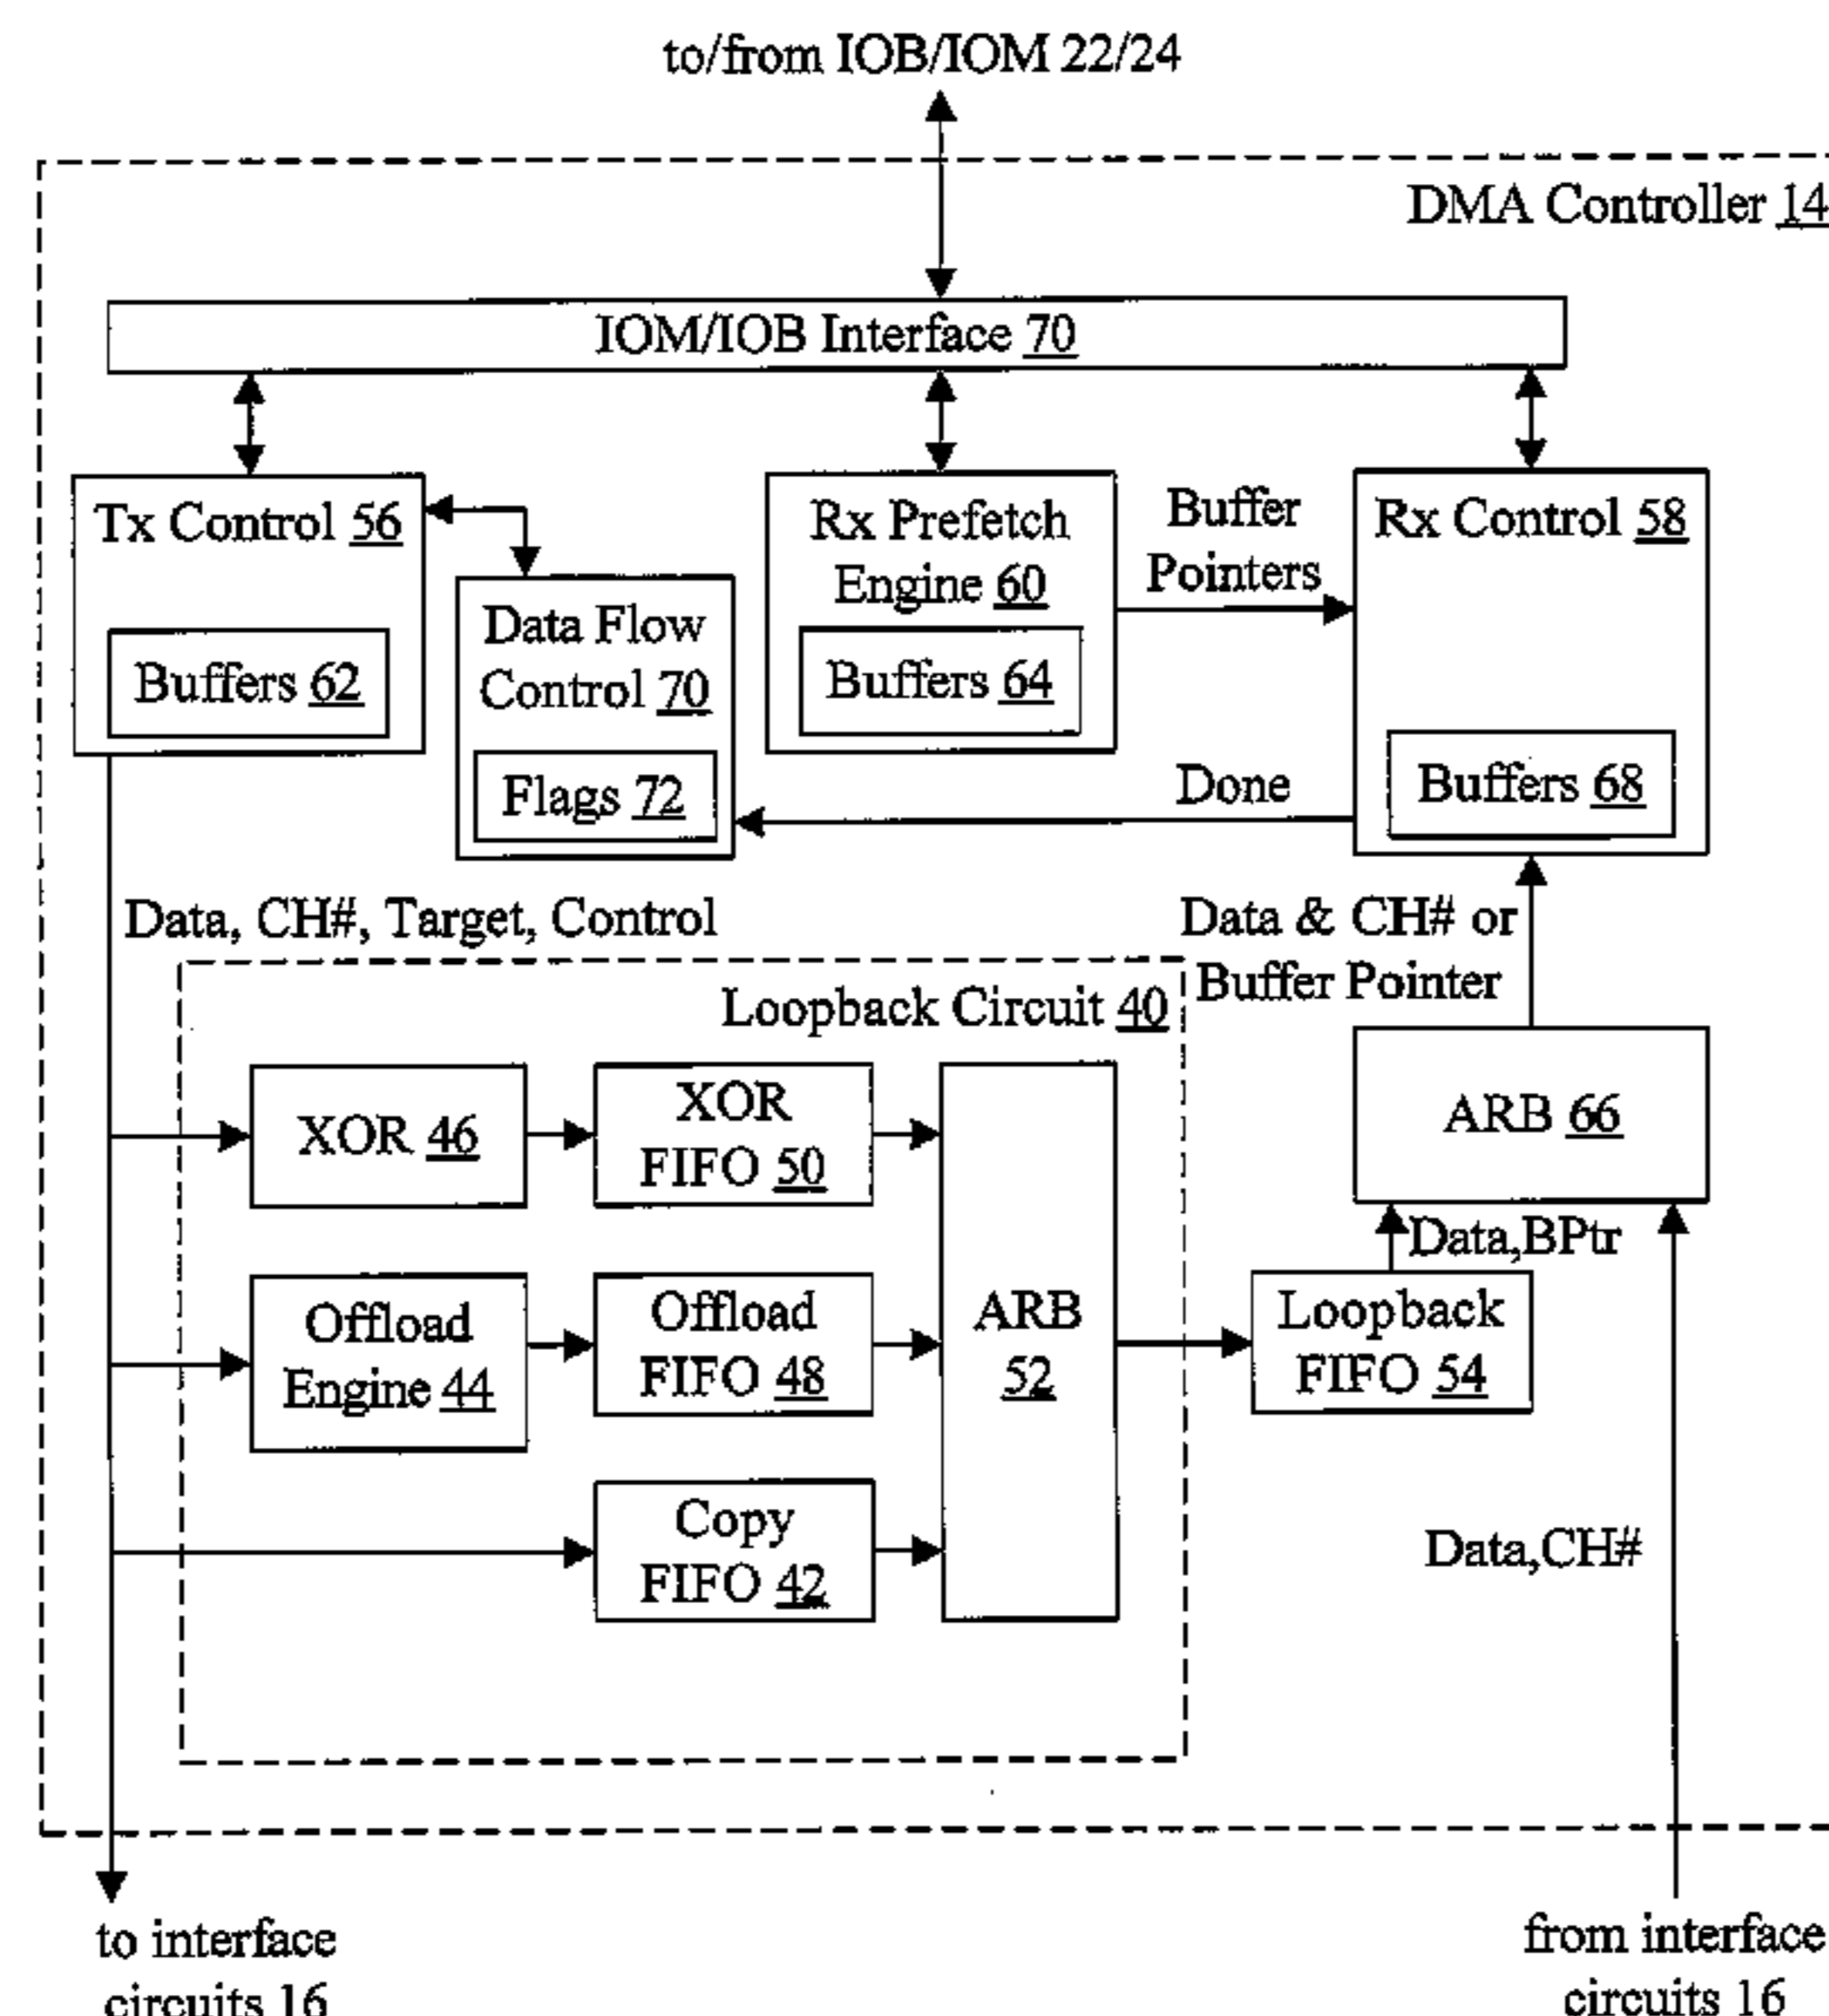 to/from IOB/IOM 22/24
DMA Controller 14
IOM/IOB Interface 70
Tx Control 56
Buffers 62
Data Flow
Control 70
Flags 72
Rx Prefetch
Engine 60
Buffers 64
Buffer
Pointers
Rx Control 58
Buffers 68
Done
Data, CH#, Target, Control
Data & CH# or
Buffer Pointer
Loopback Circuit 40
XOR 46
XOR
FIFO 50
ARB 66
Data,BPtr
Offload
Engine 44
Offload
FIFO 48
ARB
52
Loopback
FIFO 54
Copy
FIFO 42
Data,CH#
to interface
circuits 16
from interface
circuits 16